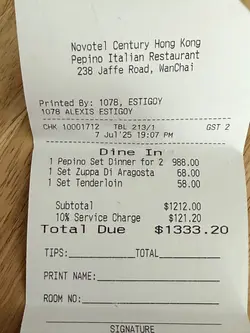 Novotel Century Hong Kong
Pepino Italian Restaurant
238 Jaffe Road, WanChai
Printed By: 1078, ESTIGOY
1078 ALEXIS ESTIGOY
CHK 10001712 TBL 213/1 GST 2
7 Jul'25 19:07 PM
Dine In
1 Pepino Set Dinner for 2 988.00
1 Set Zuppa Di Aragosta 68.00
1 Set Tenderloin 58.00
Subtotal $1212.00
10% Service Charge $121.20
Total Due $1333.20
TIPS: TOTAL
PRINT NAME:
ROOM NO:
SIGNATURE